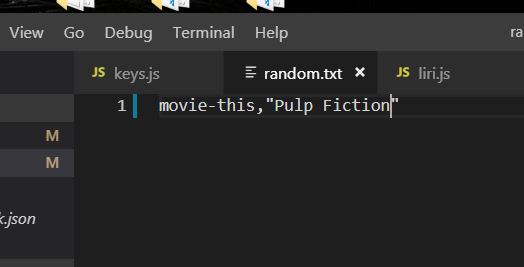 View Go Debug Terminal Help ra
JS keys.js random.txt × JS liri.js
1 movie-this,"Pulp Fiction"
M
M
k.json